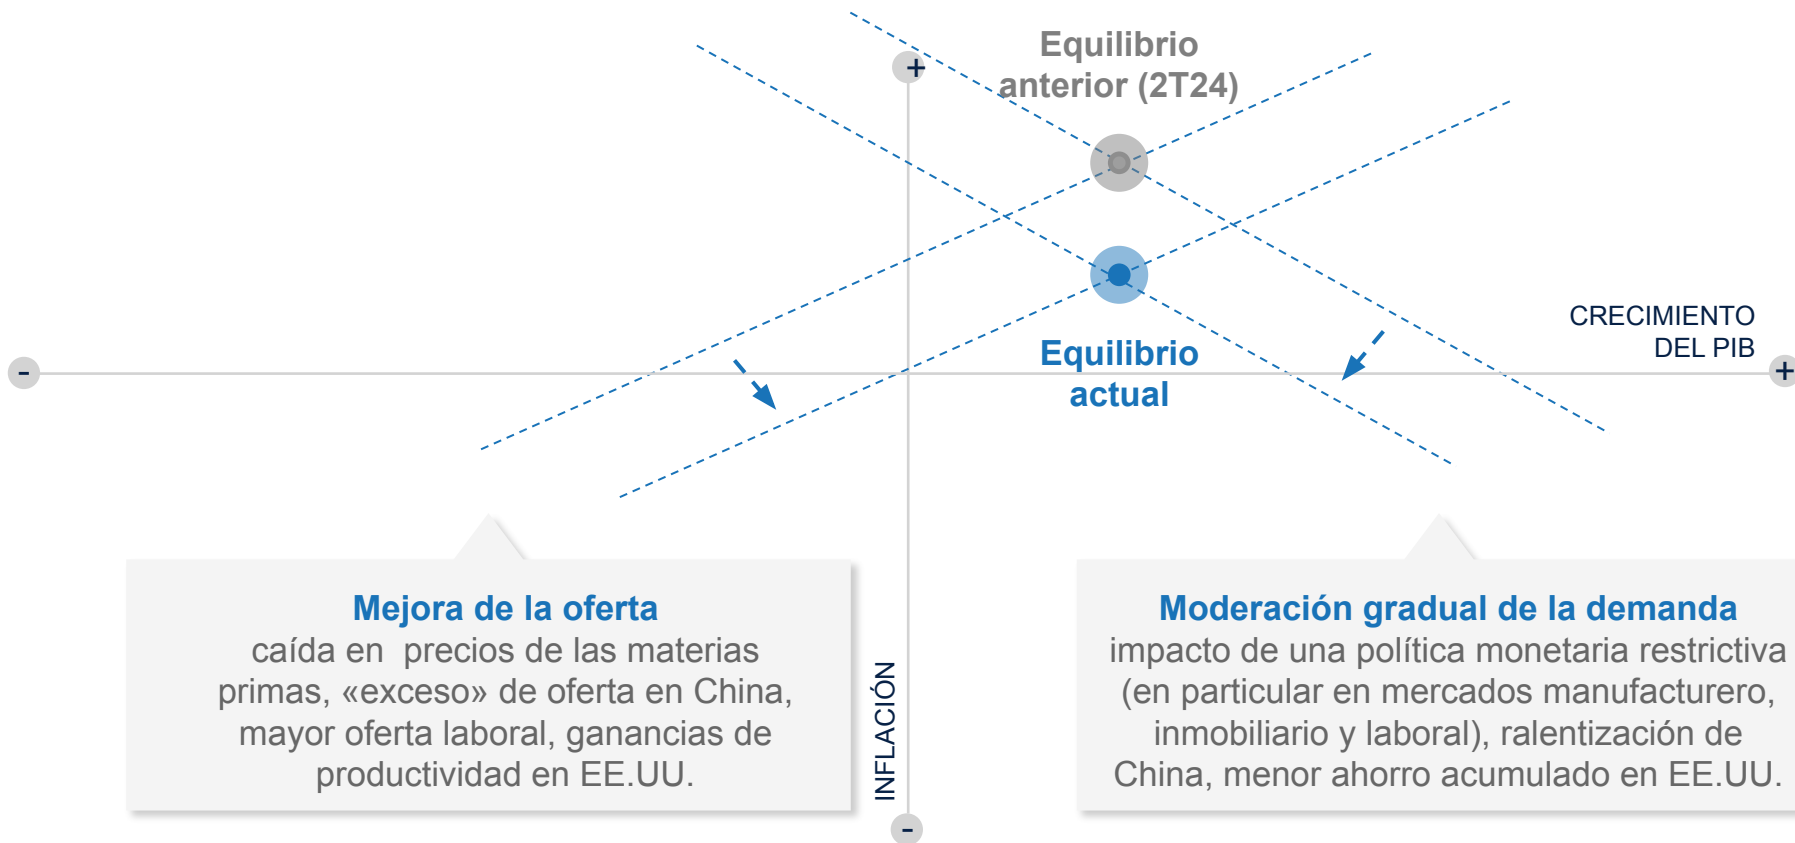 Equilibrio
anterior (2T24)
+
CRECIMIENTO
DEL PIB
-
+
Equilibrio
actual
Mejora de la oferta
caída en  precios de las materias
primas, «exceso» de oferta en China,
mayor oferta laboral, ganancias de
productividad en EE.UU.
INFLACIÓN
-
Moderación gradual de la demanda
impacto de una política monetaria restrictiva
(en particular en mercados manufacturero,
inmobiliario y laboral), ralentización de
China, menor ahorro acumulado en EE.UU.